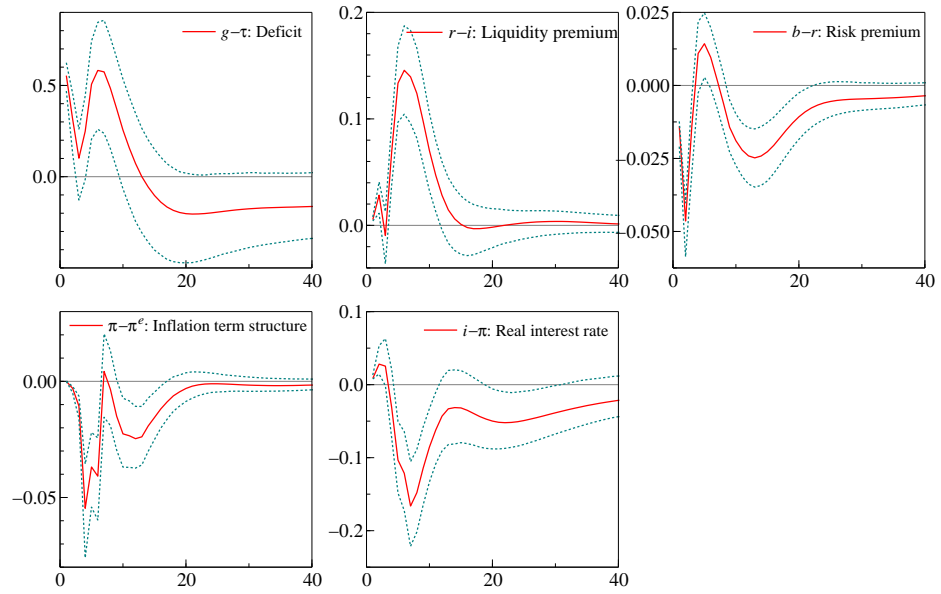 g−τ: Deficit
0.5
0.0
0 20 40
r−i: Liquidity premium
0.2
0.1
0.0
0 20 40
b−r: Risk premium
0.000
−0.025
−0.050
0 20 40
π−πᵉ: Inflation term structure
0.00
−0.05
0 20 40
i−π: Real interest rate
0.1
0.0
−0.1
−0.2
0 20 40